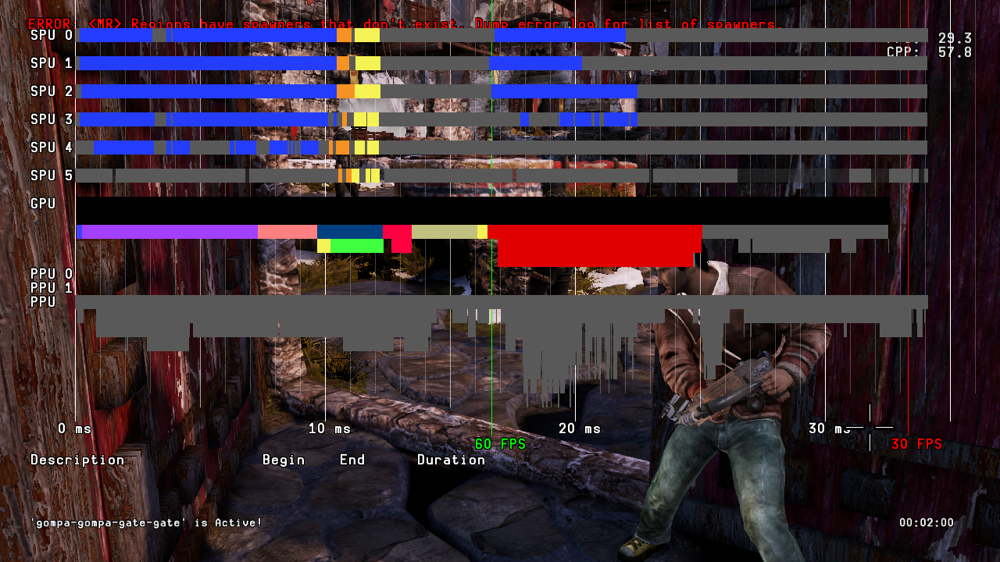 ERROR: <MR> Regions have spawners that don't exist. Dump error log for list of spawners.
SPU 0
29.3
CPP: 57.8
SPU 1
SPU 2
SPU 3
SPU 4
SPU 5
GPU
PPU 0
PPU 1
PPU
0 ms 10 ms 20 ms 30 ms
60 FPS 30 FPS
Description Begin End Duration
'gompa-gompa-gate-gate' is Active! 00:02:00